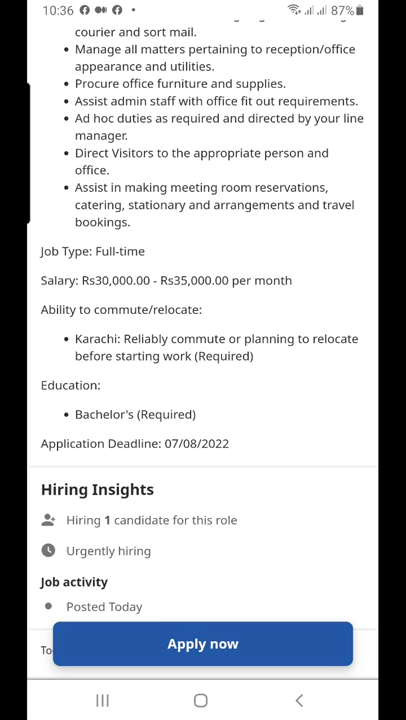 10:36
87%
courier and sort mail.
Manage all matters pertaining to reception/office
appearance and utilities.
Procure office furniture and supplies.
Assist admin staff with office fit out requirements.
Ad hoc duties as required and directed by your line
manager.
Direct Visitors to the appropriate person and
office.
Assist in making meeting room reservations,
catering, stationary and arrangements and travel
bookings.
Job Type: Full-time
Salary: Rs30,000.00 - Rs35,000.00 per month
Ability to commute/relocate:
Karachi: Reliably commute or planning to relocate
before starting work (Required)
Education:
Bachelor's (Required)
Application Deadline: 07/08/2022
Hiring Insights
Hiring 1 candidate for this role
Urgently hiring
Job activity
Posted Today
Apply now